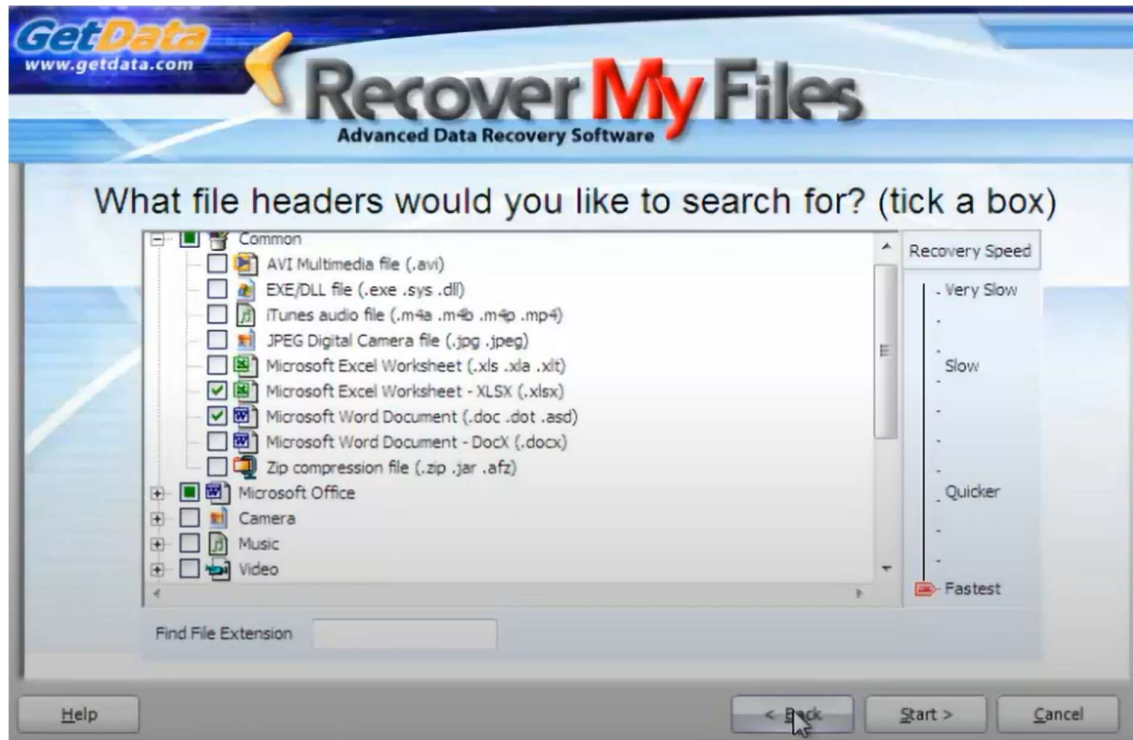 GetData
www.getdata.com
Recover My Files
Advanced Data Recovery Software
What file headers would you like to search for? (tick a box)
Common
AVI Multimedia file (.avi)
EXE/DLL file (.exe .sys .dll)
iTunes audio file (.m4a .m4b .m4p .mp4)
JPEG Digital Camera file (.jpg .jpeg)
Microsoft Excel Worksheet (.xls .xla .xlt)
Microsoft Excel Worksheet - XLSX (.xlsx)
Microsoft Word Document (.doc .dot .asd)
Microsoft Word Document - DocX (.docx)
Zip compression file (.zip .jar .afz)
Microsoft Office
Camera
Music
Video
Recovery Speed
Very Slow
Slow
Quicker
Fastest
Find File Extension
Help
< Back
Start >
Cancel